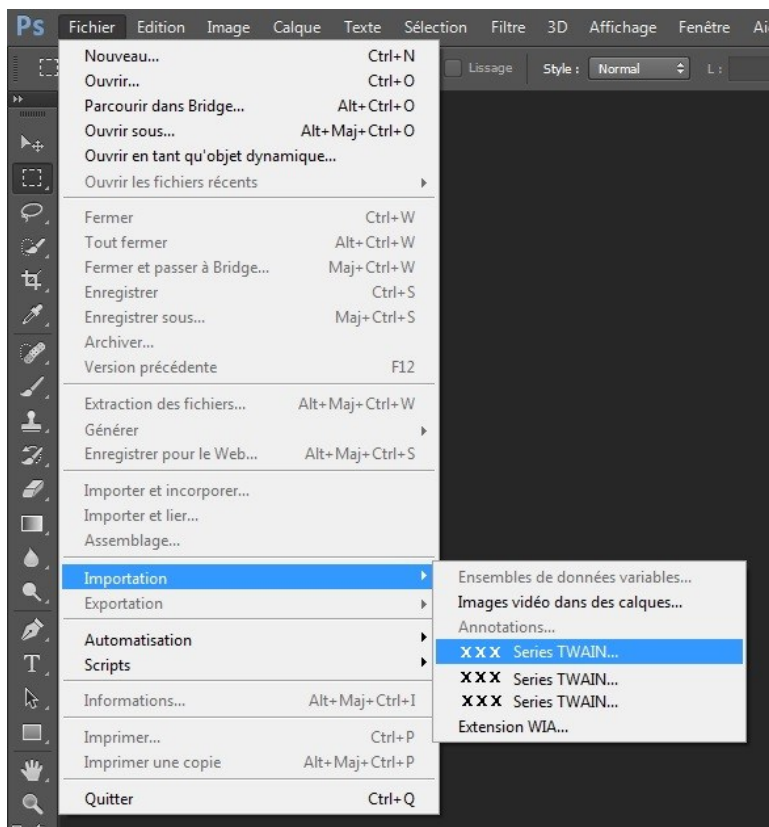 Ps Fichier Edition Image Calque Texte Sélection Filtre 3D Affichage Fenêtre
Lissage Style : Normal L :
Nouveau... Ctrl+N
Ouvrir... Ctrl+O
Parcourir dans Bridge... Alt+Ctrl+O
Ouvrir sous... Alt+Maj+Ctrl+O
Ouvrir en tant qu'objet dynamique...
Ouvrir les fichiers récents
Fermer Ctrl+W
Tout fermer Alt+Ctrl+W
Fermer et passer à Bridge... Maj+Ctrl+W
Enregistrer Ctrl+S
Enregistrer sous... Maj+Ctrl+S
Archiver...
Version précédente F12
Extraction des fichiers... Alt+Maj+Ctrl+W
Générer
Enregistrer pour le Web... Alt+Maj+Ctrl+S
Importer et incorporer...
Importer et lier...
Assemblage...
Importation
Exportation
Automatisation
Scripts
Informations... Alt+Maj+Ctrl+I
Imprimer... Ctrl+P
Imprimer une copie Alt+Maj+Ctrl+P
Quitter Ctrl+Q
Ensembles de données variables...
Images vidéo dans des calques...
Annotations...
XXX Series TWAIN...
XXX Series TWAIN...
XXX Series TWAIN...
Extension WIA...